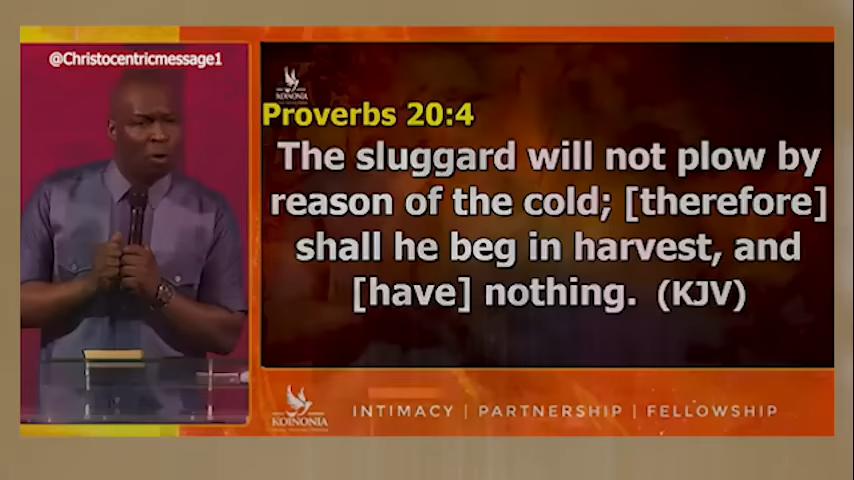 @Christocentricmessage1
KOINONIA
Proverbs 20:4
The sluggard will not plow by
reason of the cold; [therefore]
shall he beg in harvest, and
[have] nothing. (KJV)
KOINONIA
INTIMACY | PARTNERSHIP | FELLOWSHIP